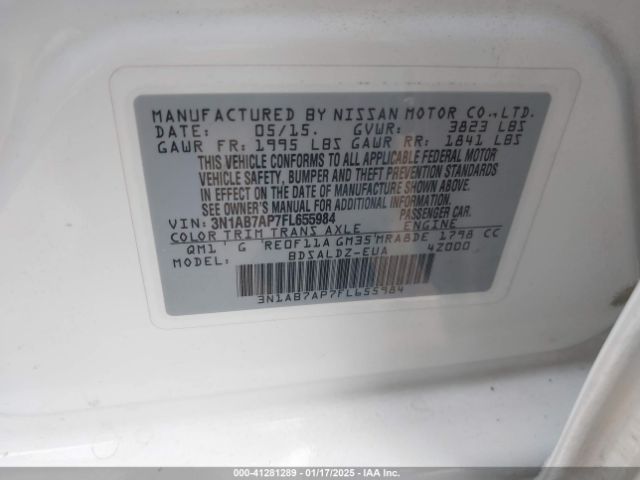 MANUFACTURED BY NISSAN MOTOR CO.,LTD.
DATE: 05/15. GVWR: 3823 LBS
GAWR FR: 1995 LBS GAWR RR: 1841 LBS
THIS VEHICLE CONFORMS TO ALL APPLICABLE FEDERAL MOTOR
VEHICLE SAFETY, BUMPER AND THEFT PREVENTION STANDARDS
IN EFFECT ON THE DATE OF MANUFACTURE SHOWN ABOVE.
SEE OWNER'S MANUAL FOR ADDITIONAL INFORMATION.
VIN: 3N1AB7AP7FL655984 PASSENGER CAR.
COLOR TRIM TRANS AXLE ENGINE
QM1 G RE0F11A GM35 MRA8DE 1798 CC
MODEL: BDSALDZ-EUA 4Z000
3N1AB7AP7FL655984
000-41281289 - 01/17/2025 - IAA Inc.